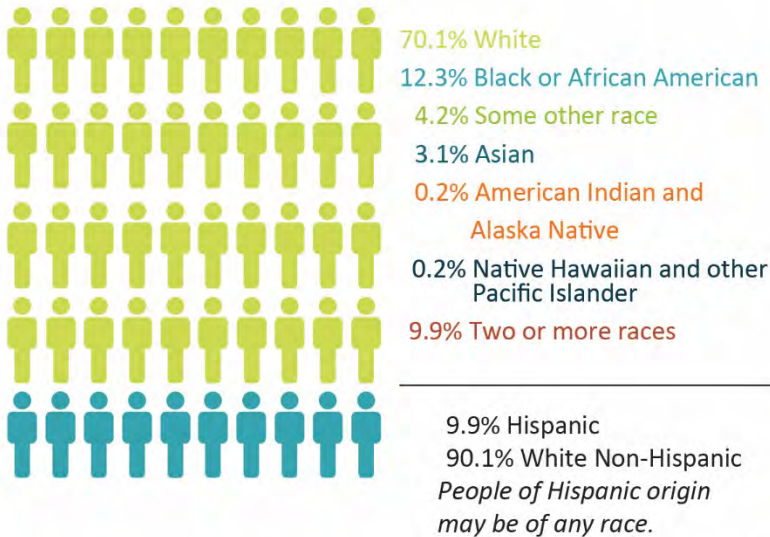 70.1% White
12.3% Black or African American
4.2% Some other race
3.1% Asian
0.2% American Indian and
Alaska Native
0.2% Native Hawaiian and other
Pacific Islander
9.9% Two or more races
9.9% Hispanic
90.1% White Non-Hispanic
People of Hispanic origin
may be of any race.